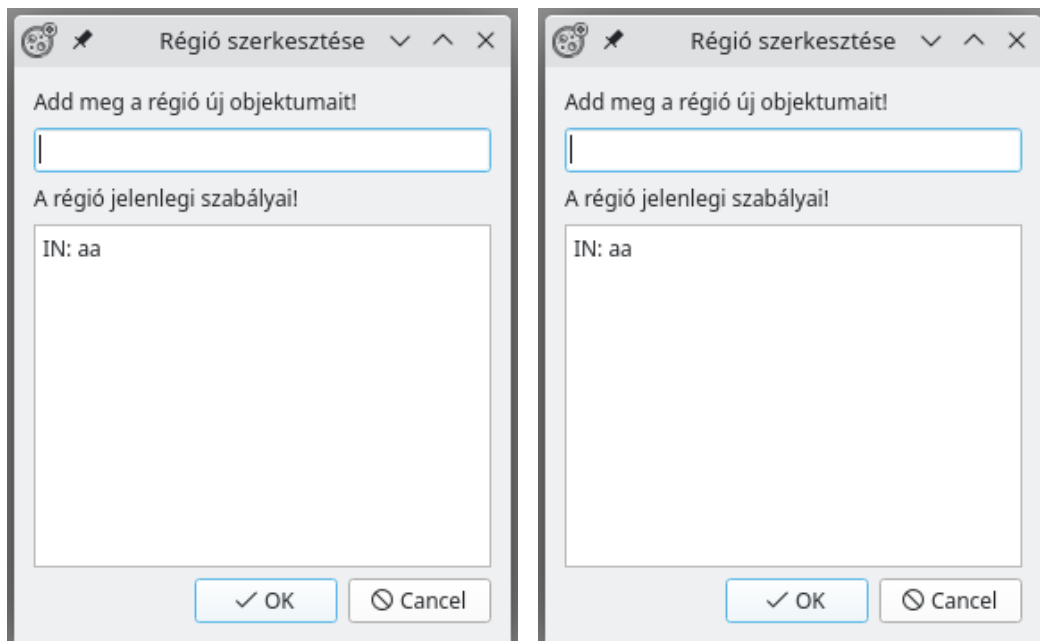 Régió szerkesztése
Add meg a régió új objektumait!
A régió jelenlegi szabályai!
IN: aa
OK
Cancel
Régió szerkesztése
Add meg a régió új objektumait!
A régió jelenlegi szabályai!
IN: aa
OK
Cancel